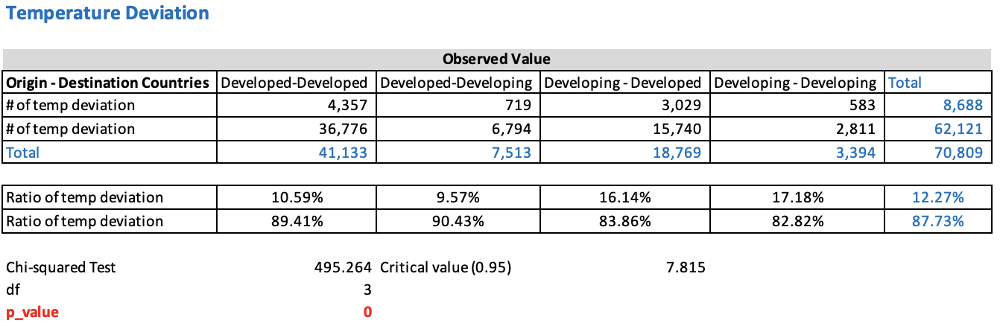 Temperature Deviation
Observed Value
Origin - Destination Countries Developed-Developed Developed-Developing Developing - Developed Developing - Developing Total
# of temp deviation 4,357 719 3,029 583 8,688
# of temp deviation 36,776 6,794 15,740 2,811 62,121
Total 41,133 7,513 18,769 3,394 70,809
Ratio of temp deviation 10.59% 9.57% 16.14% 17.18% 12.27%
Ratio of temp deviation 89.41% 90.43% 83.86% 82.82% 87.73%
Chi-squared Test 495.264 Critical value (0.95) 7.815
df 3
p_value 0